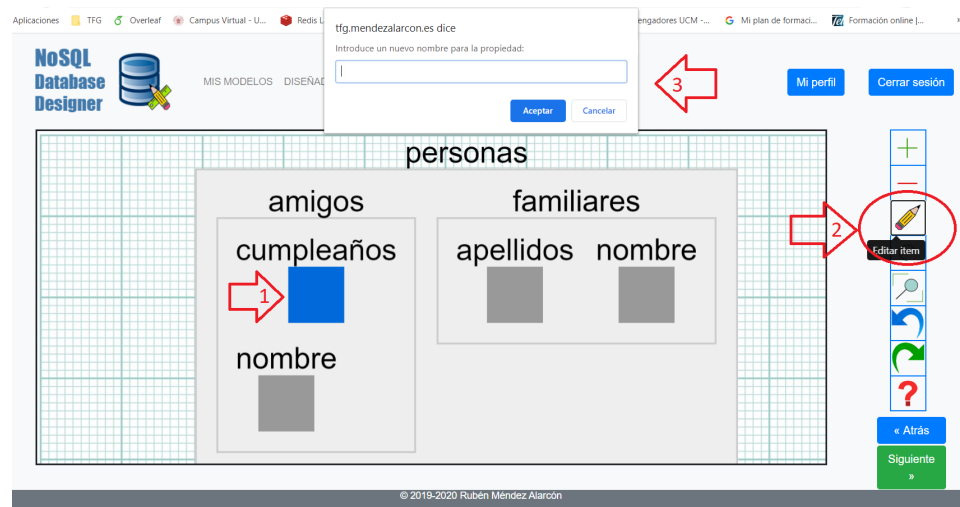 Aplicaciones TFG Overleaf Campus Virtual - U... Redis L engadores UCM -... Mi plan de formaci... Formación online |... »
tfg.mendezalarcon.es dice
Introduce un nuevo nombre para la propiedad:
Aceptar Cancelar
NoSQL
Database
Designer
MIS MODELOS DISEÑAD
3
Mi perfil Cerrar sesión
personas
amigos familiares
cumpleaños apellidos nombre
1
2
Editar item
nombre
?
« Atrás
Siguiente
»
© 2019-2020 Rubén Méndez Alarcón